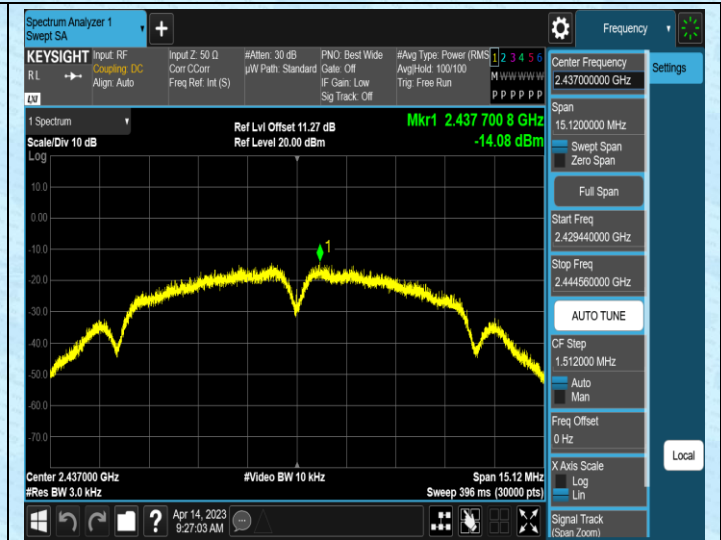 Spectrum Analyzer 1
Swept SA
+
Frequency
KEYSIGHT
RL
LXI
Input: RF
Coupling: DC
Align: Auto
Input Z: 50 Ω
Corr CCorr
Freq Ref: Int (S)
#Atten: 30 dB
µW Path: Standard
PNO: Best Wide
Gate: Off
IF Gain: Low
Sig Track: Off
#Avg Type: Power (RMS
Avg|Hold: 100/100
Trig: Free Run
1 2 3 4 5 6
M W W W W W
P P P P P P
1 Spectrum
Scale/Div 10 dB
Log
Ref Lvl Offset 11.27 dB
Ref Level 20.00 dBm
Mkr1 2.437 700 8 GHz
-14.08 dBm
10.0
0.00
-10.0
-20.0
-30.0
-40.0
-50.0
-60.0
-70.0
1
Center 2.437000 GHz
#Res BW 3.0 kHz
#Video BW 10 kHz
Span 15.12 MHz
Sweep 396 ms (30000 pts)
Center Frequency
2.437000000 GHz
Span
15.1200000 MHz
Swept Span
Zero Span
Full Span
Start Freq
2.429440000 GHz
Stop Freq
2.444560000 GHz
AUTO TUNE
CF Step
1.512000 MHz
Auto
Man
Freq Offset
0 Hz
X Axis Scale
Log
Lin
Signal Track
(Span Zoom)
Settings
Local
?
Apr 14, 2023
9:27:03 AM